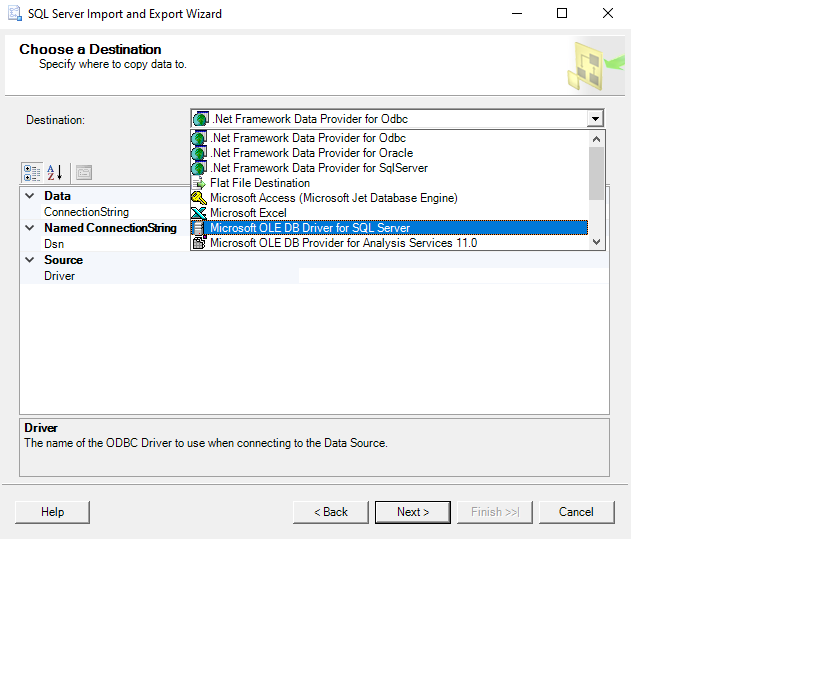 SQL Server Import and Export Wizard
Choose a Destination
Specify where to copy data to.
Destination:
.Net Framework Data Provider for Odbc
.Net Framework Data Provider for Odbc
.Net Framework Data Provider for Oracle
.Net Framework Data Provider for SqlServer
Flat File Destination
Microsoft Access (Microsoft Jet Database Engine)
Microsoft Excel
Microsoft OLE DB Driver for SQL Server
Microsoft OLE DB Provider for Analysis Services 11.0
Data
ConnectionString
Named ConnectionString
Dsn
Source
Driver
Driver
The name of the ODBC Driver to use when connecting to the Data Source.
Help
< Back
Next >
Finish >>|
Cancel